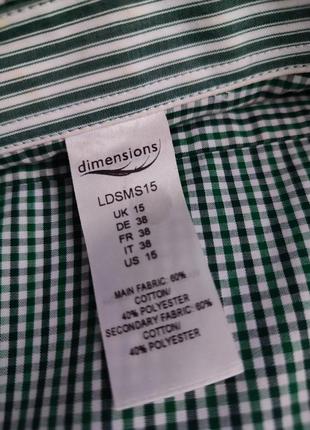 dimensions
LDSMS15
UK 15
DE 38
FR 38
IT 38
US 15
MAIN FABRIC: 60%
COTTON/
40% POLYESTER
SECONDARY FABRIC: 60%
COTTON/
40% POLYESTER